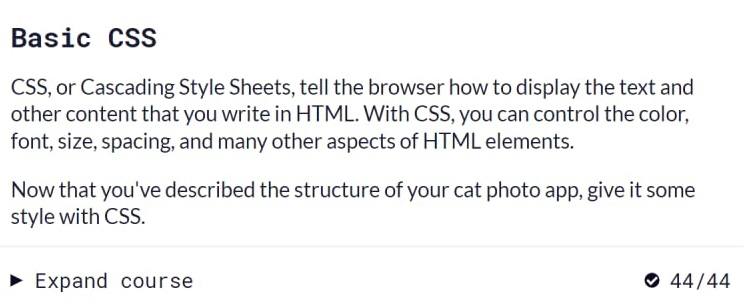 Basic CSS
CSS, or Cascading Style Sheets, tell the browser how to display the text and
other content that you write in HTML. With CSS, you can control the color,
font, size, spacing, and many other aspects of HTML elements.
Now that you've described the structure of your cat photo app, give it some
style with CSS.
Expand course 44/44